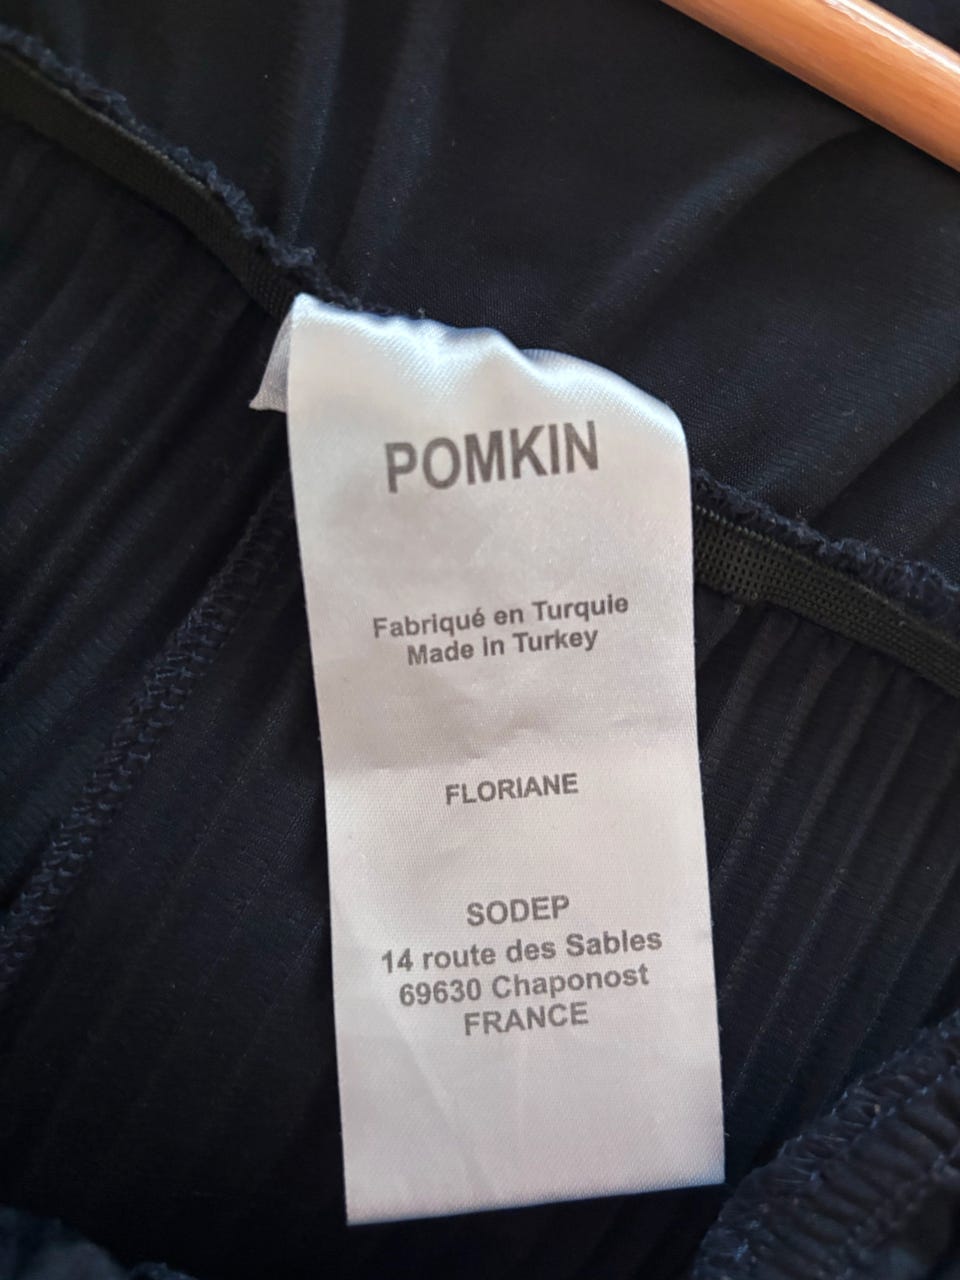 POMKIN
Fabriqué en Turquie
Made in Turkey
FLORIANE
SODEP
14 route des Sables
69630 Chaponost
FRANCE